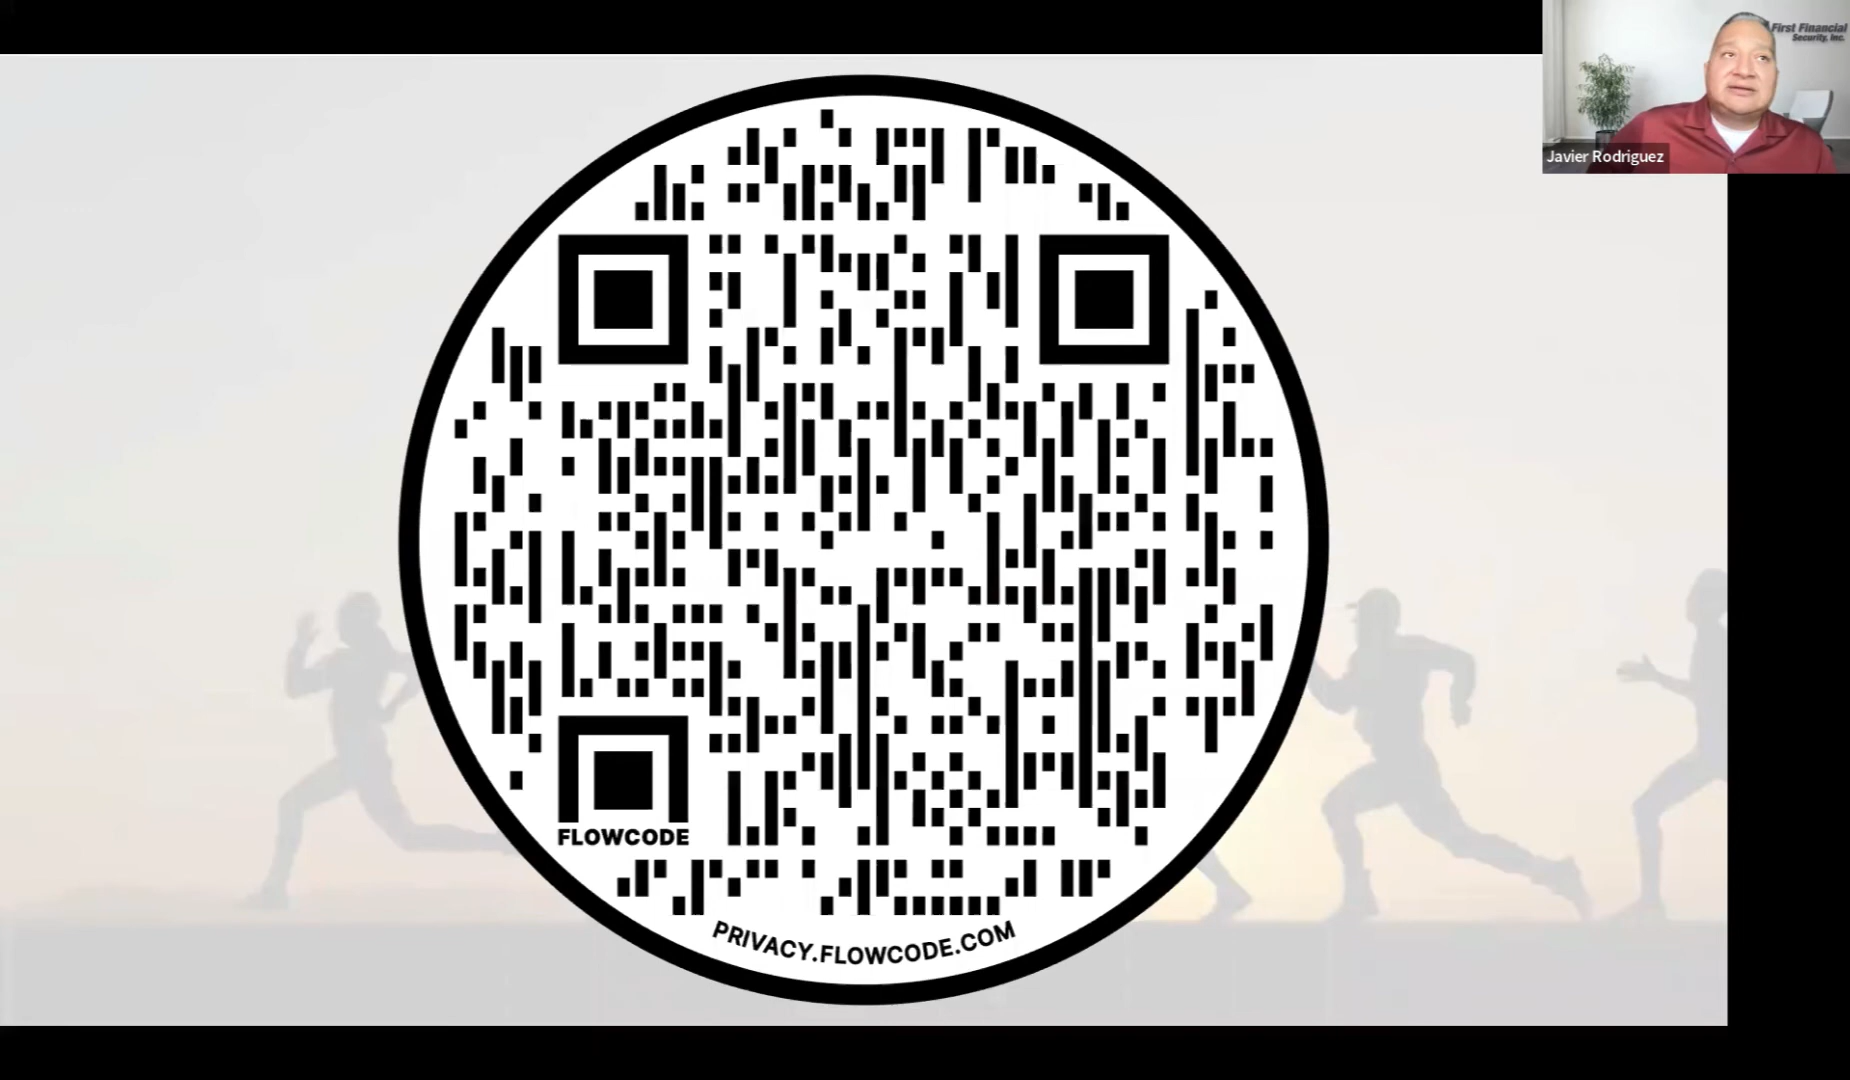 First Financial
Security, Inc.
Javier Rodriguez
FLOWCODE
PRIVACY.FLOWCODE.COM